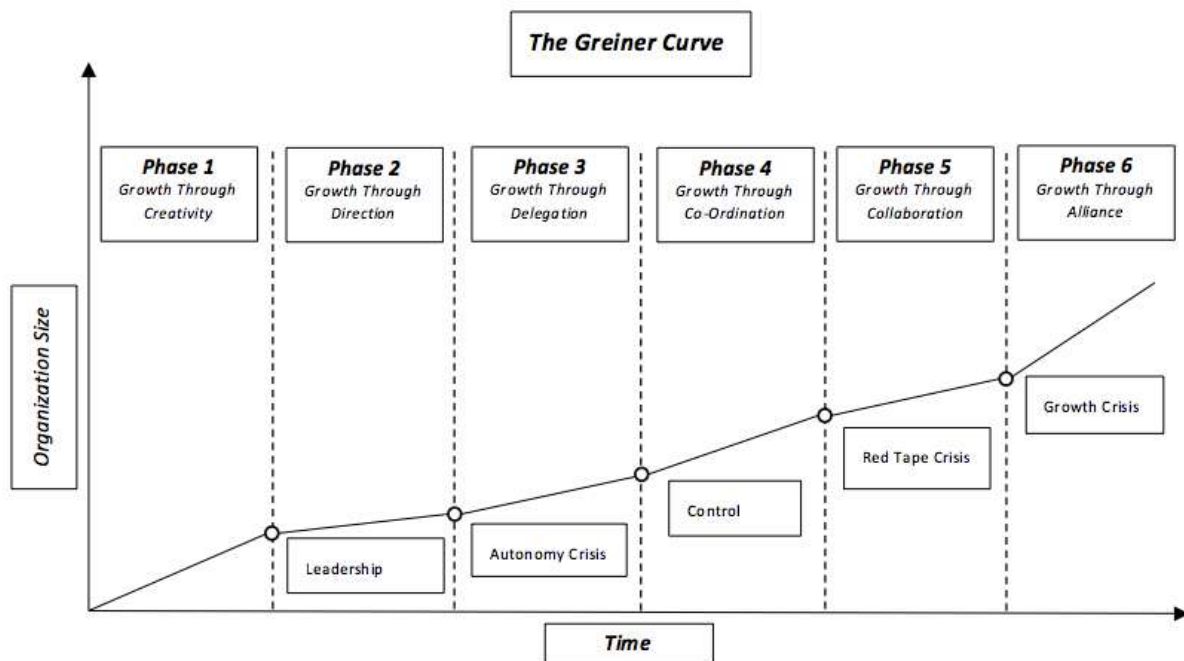 The Greiner Curve
Phase 1
Growth Through
Creativity
Phase 2
Growth Through
Direction
Phase 3
Growth Through
Delegation
Phase 4
Growth Through
Co-Ordination
Phase 5
Growth Through
Collaboration
Phase 6
Growth Through
Alliance
Organization Size
Growth Crisis
Red Tape Crisis
Control
Autonomy Crisis
Leadership
Time